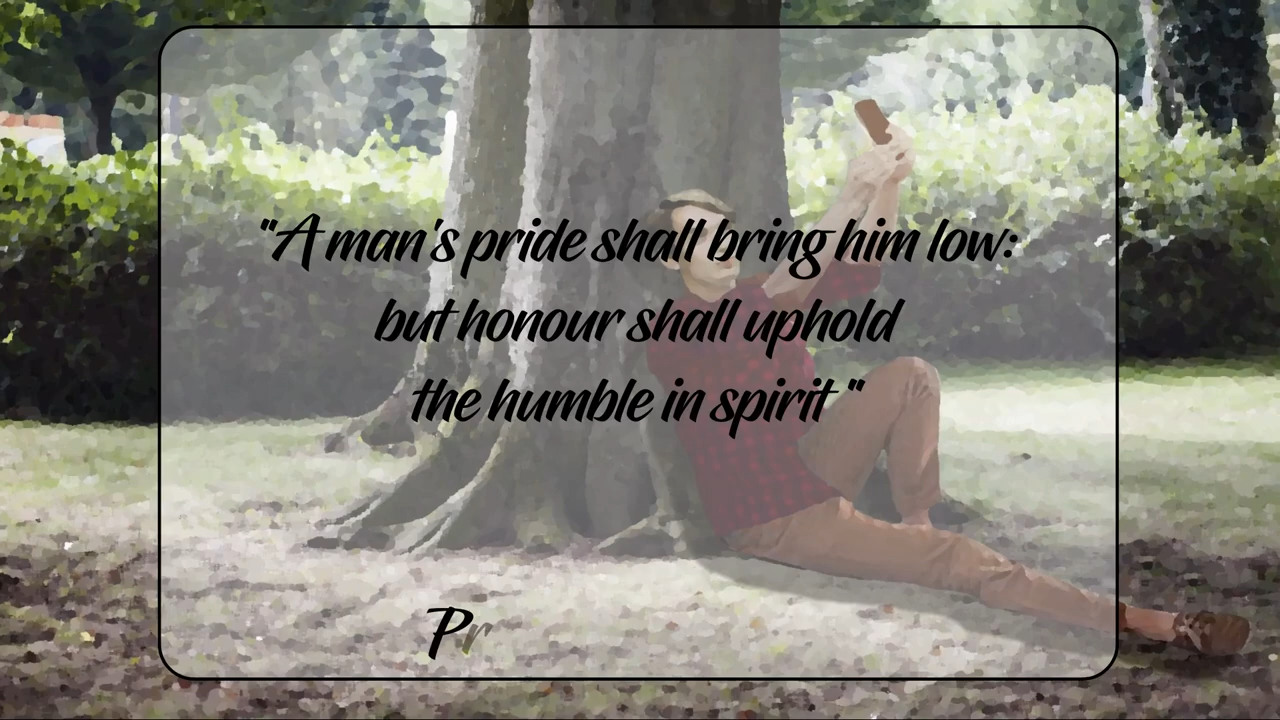 "A man's pride shall bring him low:
but honour shall uphold
the humble in spirit "
Pr